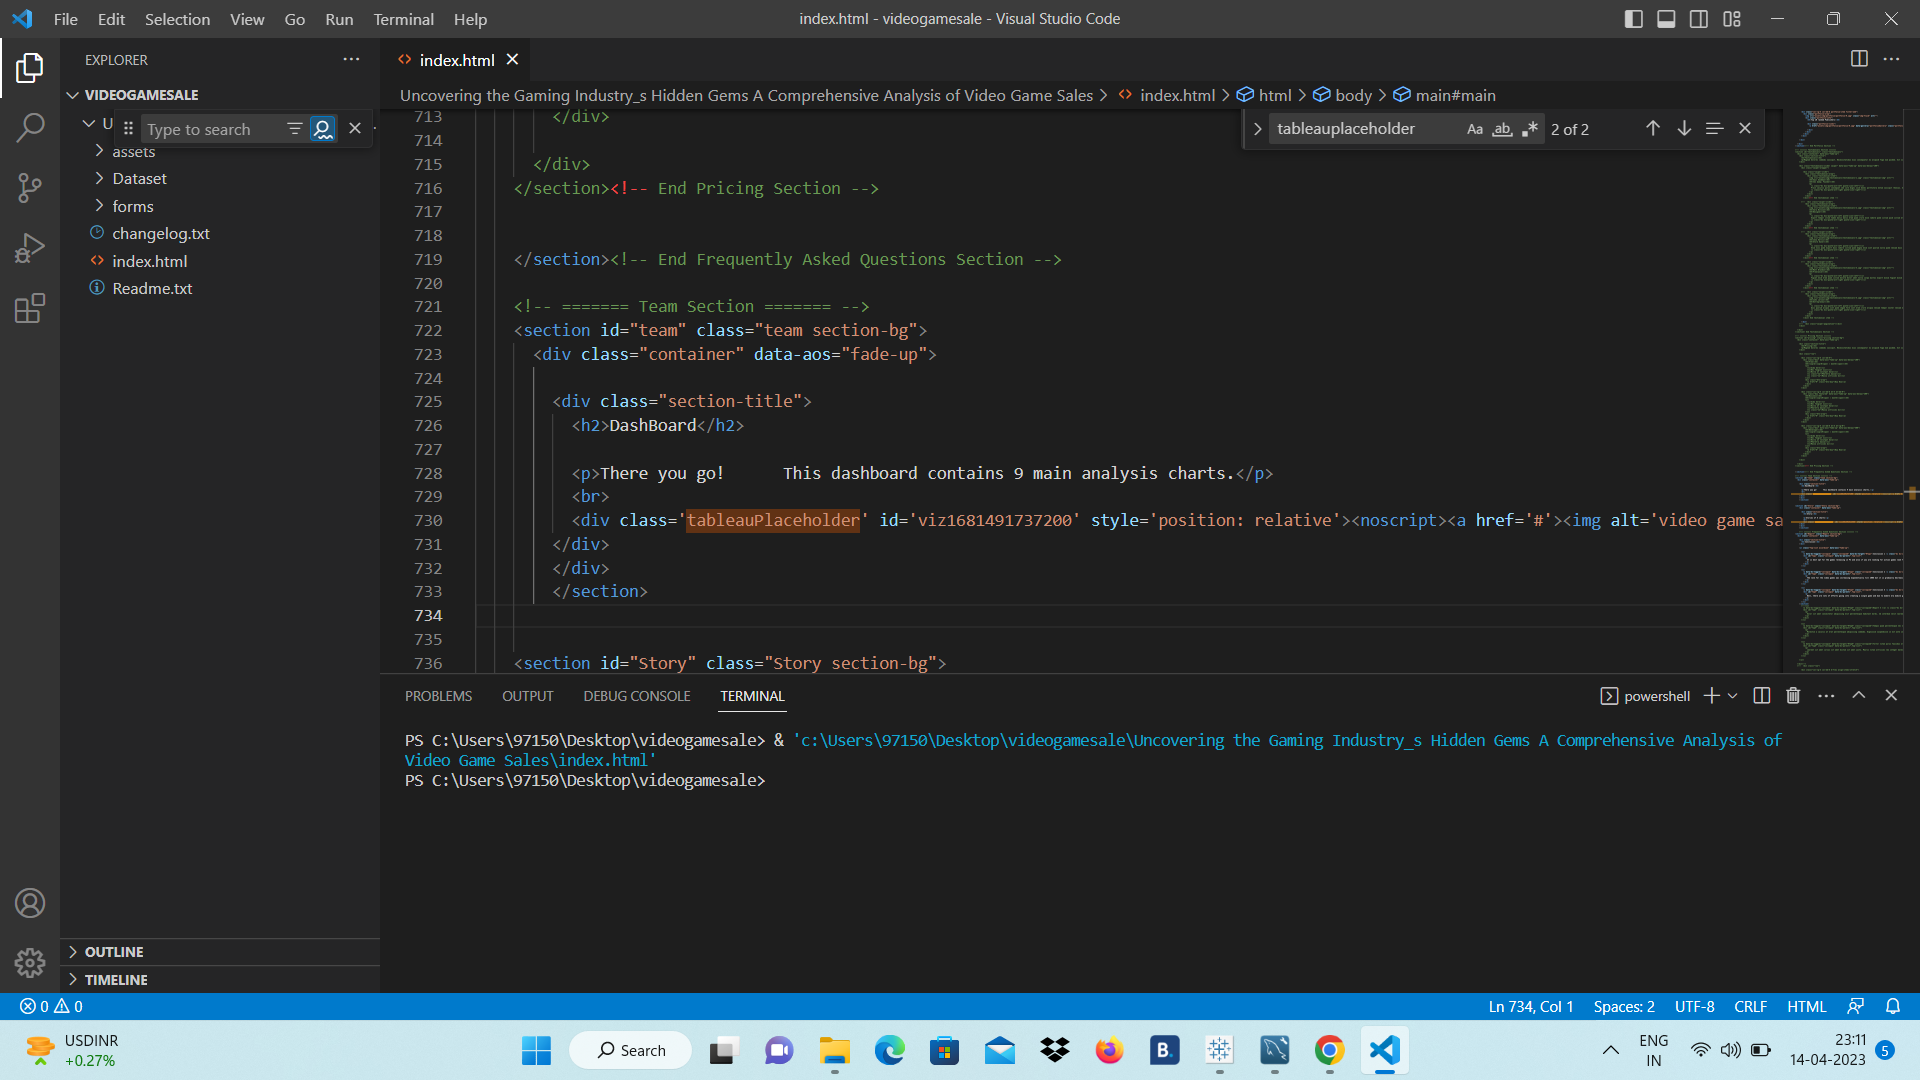 File Edit Selection View Go Run Terminal Help
index.html - videogamesale - Visual Studio Code
EXPLORER
index.html
VIDEOGAMESALE
Uncovering the Gaming Industry_s Hidden Gems A Comprehensive Analysis of Video Game Sales > index.html > html > body > main#main
U
Type to search
tableauplaceholder
Aa ab
2 of 2
assets
Dataset
forms
changelog.txt
index.html
Readme.txt
713 </div>
714
715 </div>
716 </section><!-- End Pricing Section -->
717
718
719 </section><!-- End Frequently Asked Questions Section -->
720
721 <!-- ======= Team Section ======= -->
722 <section id="team" class="team section-bg">
723 <div class="container" data-aos="fade-up">
724
725 <div class="section-title">
726 <h2>DashBoard</h2>
727
728 <p>There you go!      This dashboard contains 9 main analysis charts.</p>
729 <br>
730 <div class='tableauPlaceholder' id='viz1681491737200' style='position: relative'><noscript><a href='#'><img alt='video game sa
731 </div>
732 </div>
733 </section>
734
735
736 <section id="Story" class="Story section-bg">
PROBLEMS OUTPUT DEBUG CONSOLE TERMINAL
powershell
PS C:\Users\97150\Desktop\videogamesale> & 'c:\Users\97150\Desktop\videogamesale\Uncovering the Gaming Industry_s Hidden Gems A Comprehensive Analysis of
Video Game Sales\index.html'
PS C:\Users\97150\Desktop\videogamesale>
OUTLINE
TIMELINE
0 0
Ln 734, Col 1 Spaces: 2 UTF-8 CRLF HTML
USDINR
+0.27%
Search
B.
ENG
IN
23:11
14-04-2023
5